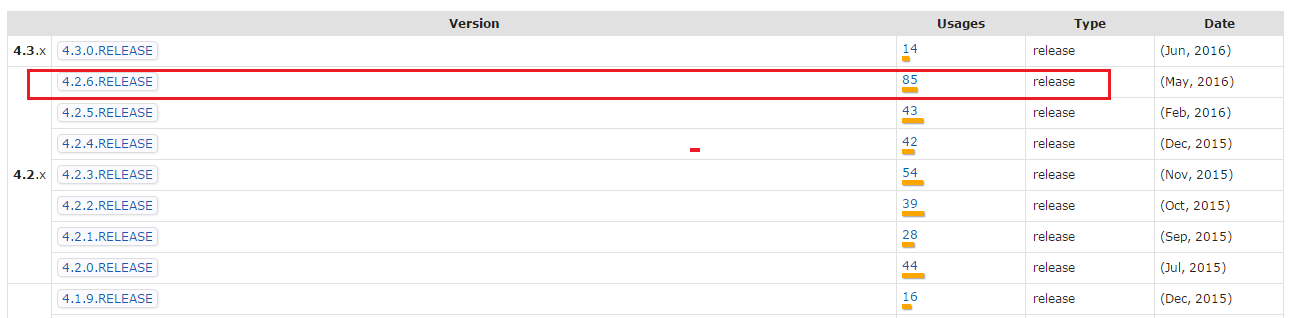 Version Usages Type Date
4.3.x 4.3.0.RELEASE 14 release (Jun, 2016)
4.2.6.RELEASE 85 release (May, 2016)
4.2.5.RELEASE 43 release (Feb, 2016)
4.2.4.RELEASE 42 release (Dec, 2015)
4.2.x 4.2.3.RELEASE 54 release (Nov, 2015)
4.2.2.RELEASE 39 release (Oct, 2015)
4.2.1.RELEASE 28 release (Sep, 2015)
4.2.0.RELEASE 44 release (Jul, 2015)
4.1.9.RELEASE 16 release (Dec, 2015)